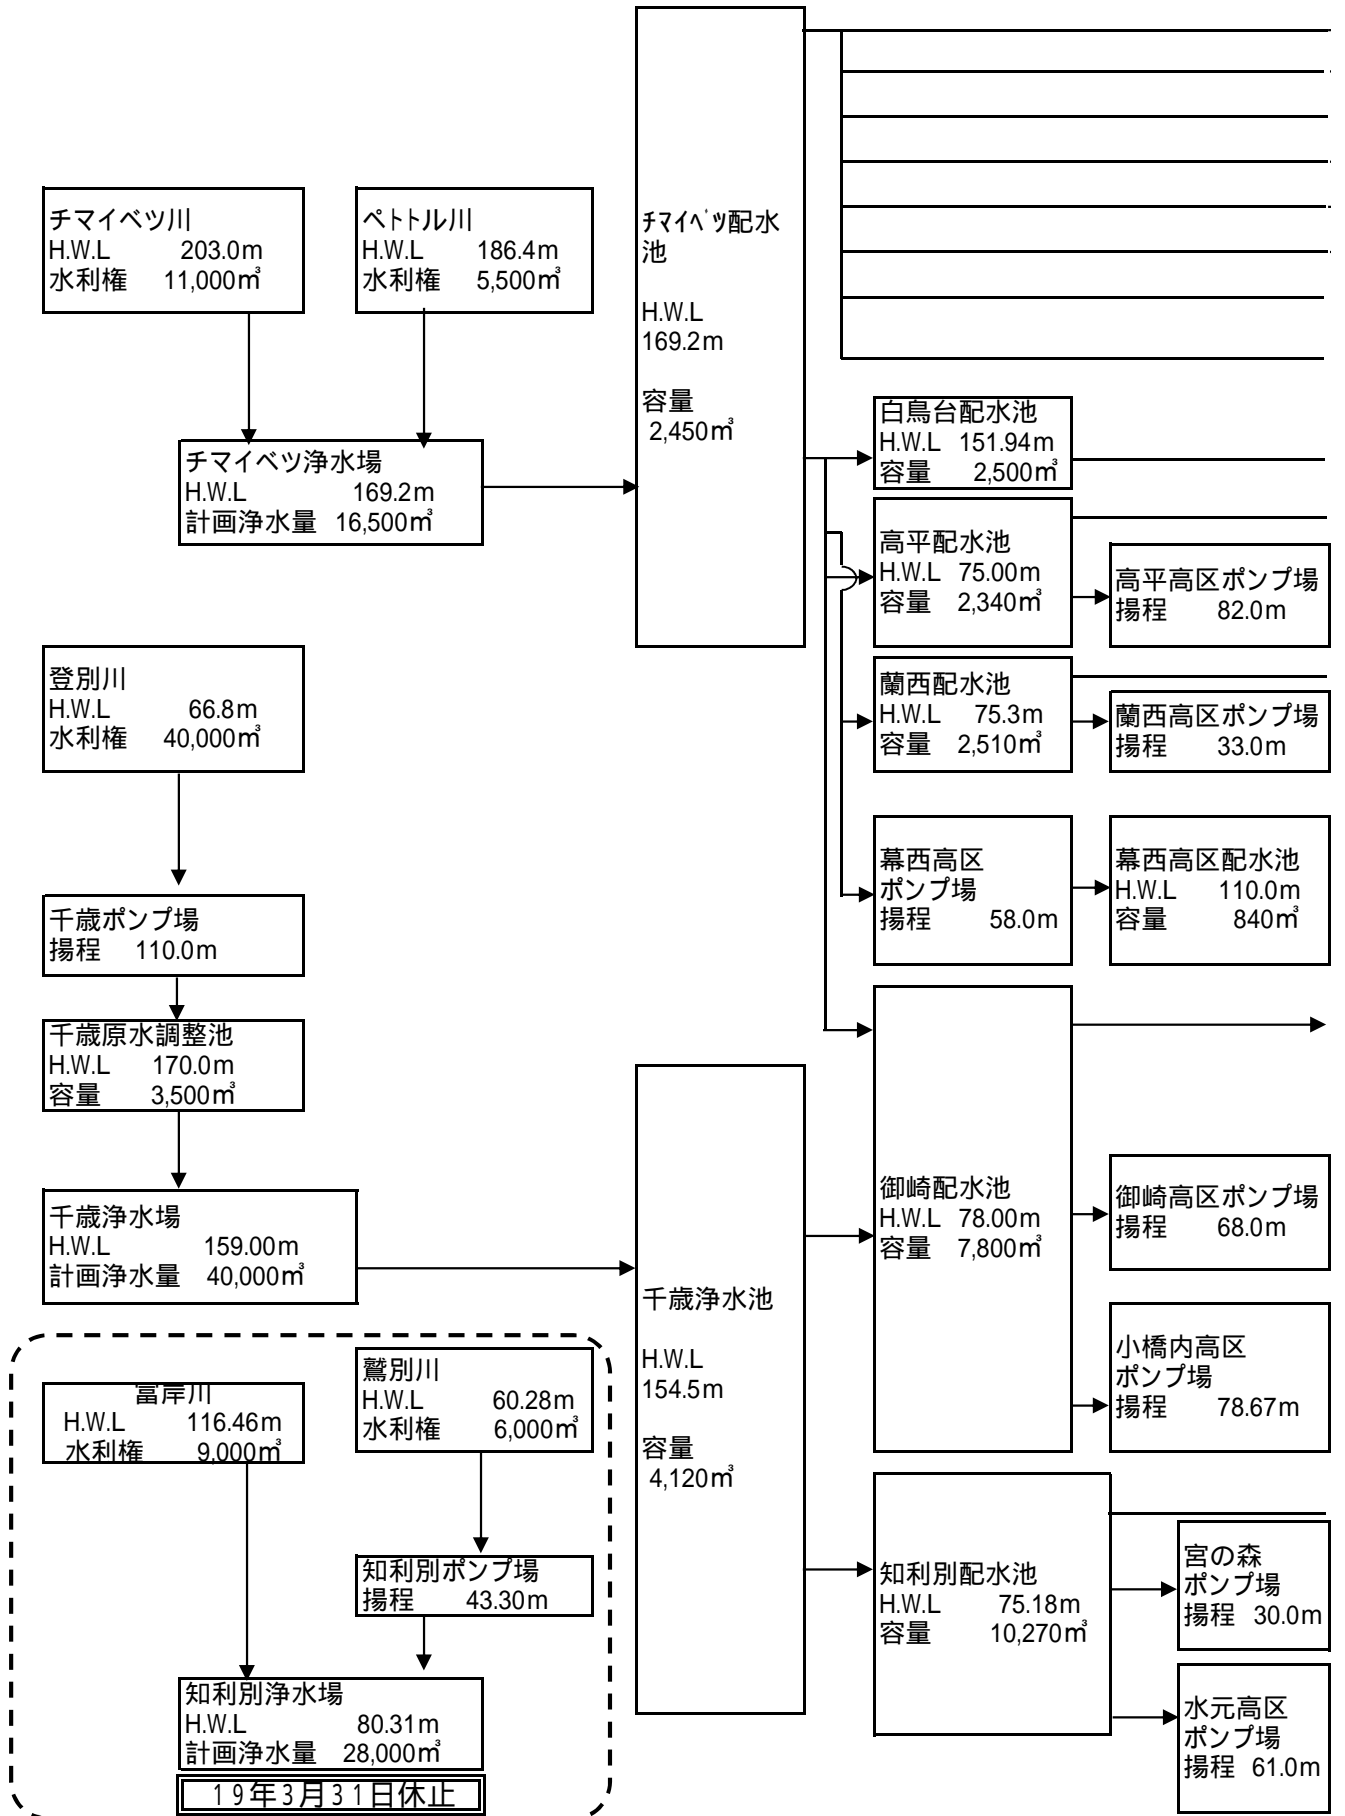 チマイベツ川
H.W.L 203.0m
水利権 11,000㎥
ペトトル川
H.W.L 186.4m
水利権 5,500㎥
チマイベツ浄水場
H.W.L 169.2m
計画浄水量 16,500㎥
ﾁﾏｲﾍﾞﾂ配水
池
H.W.L
169.2m
容量
2,450㎥
白鳥台配水池
H.W.L 151.94m
容量 2,500㎥
高平配水池
H.W.L 75.00m
容量 2,340㎥
高平高区ポンプ場
揚程 82.0m
蘭西配水池
H.W.L 75.3m
容量 2,510㎥
蘭西高区ポンプ場
揚程 33.0m
幕西高区
ポンプ場
揚程 58.0m
幕西高区配水池
H.W.L 110.0m
容量 840㎥
登別川
H.W.L 66.8m
水利権 40,000㎥
千歳ポンプ場
揚程 110.0m
千歳原水調整池
H.W.L 170.0m
容量 3,500㎥
千歳浄水場
H.W.L 159.00m
計画浄水量 40,000㎥
千歳浄水池
H.W.L
154.5m
容量
4,120㎥
御崎配水池
H.W.L 78.00m
容量 7,800㎥
御崎高区ポンプ場
揚程 68.0m
小橋内高区
ポンプ場
揚程 78.67m
富岸川
H.W.L 116.46m
水利権 9,000㎥
鷲別川
H.W.L 60.28m
水利権 6,000㎥
知利別ポンプ場
揚程 43.30m
知利別浄水場
H.W.L 80.31m
計画浄水量 28,000㎥
19年3月31日休止
知利別配水池
H.W.L 75.18m
容量 10,270㎥
宮の森
ポンプ場
揚程 30.0m
水元高区
ポンプ場
揚程 61.0m